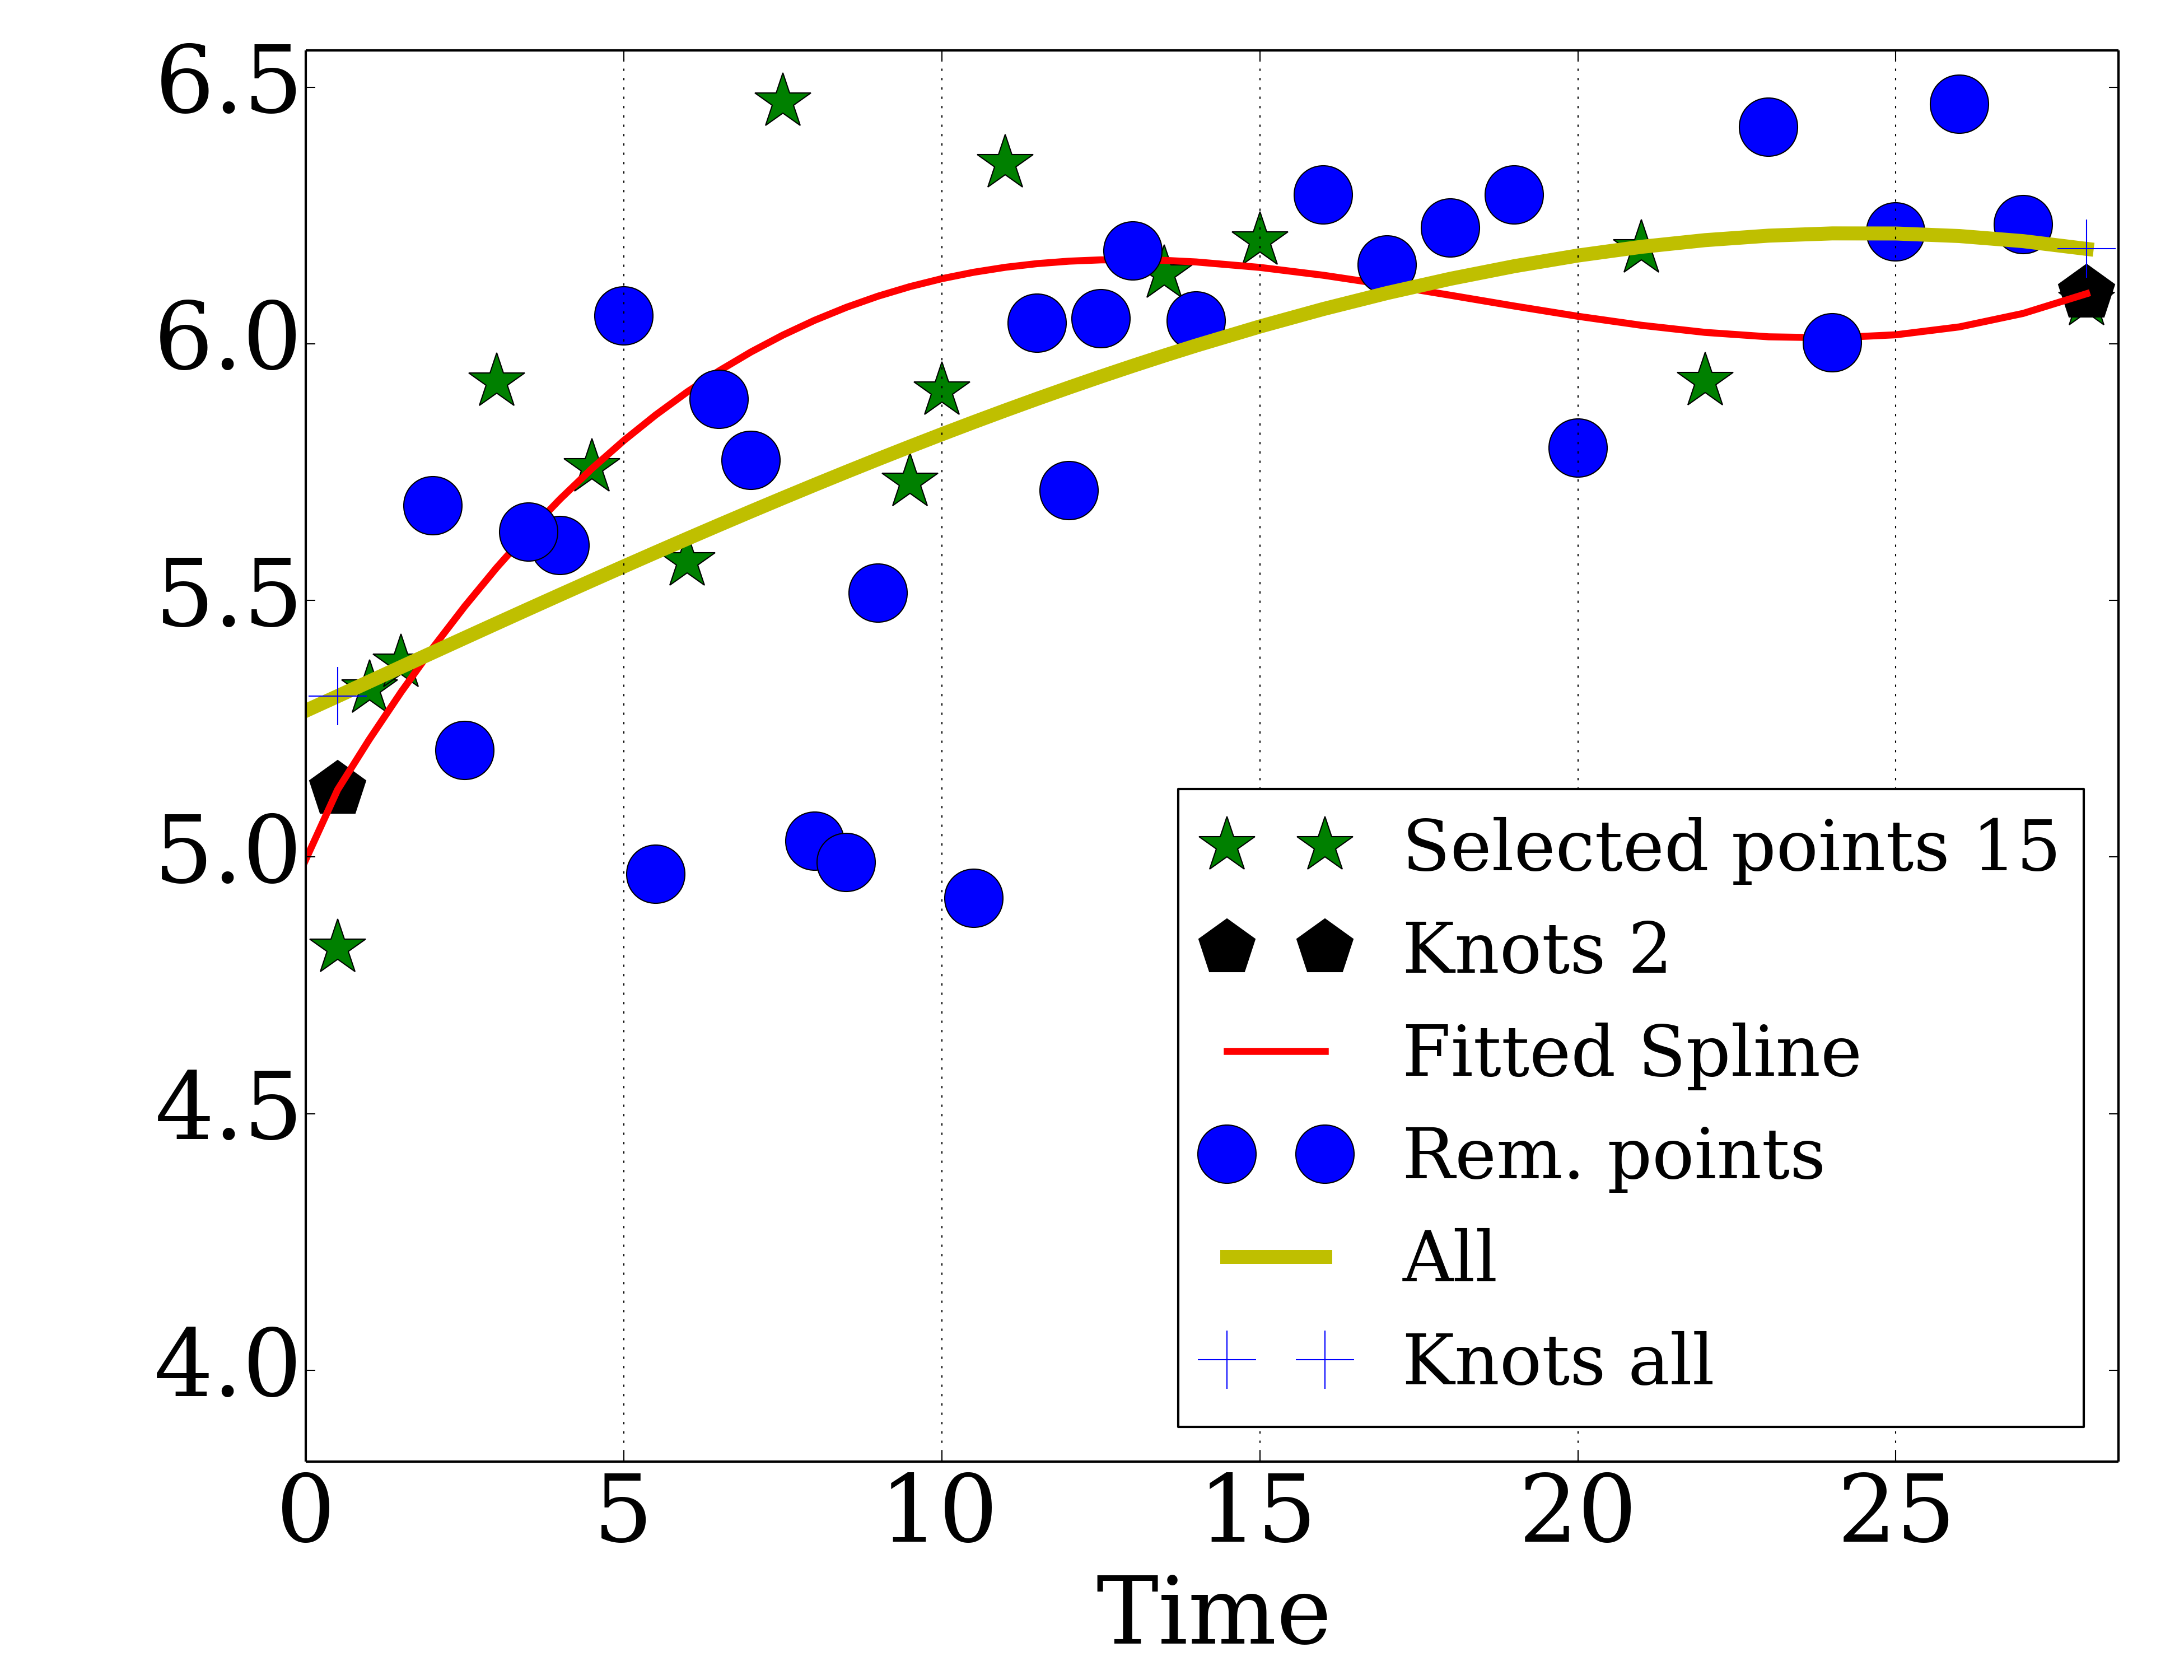 6.5
6.0
5.5
5.0
4.5
4.0
Selected points 15
Knots 2
Fitted Spline
Rem. points
All
Knots all
0 5 10 15 20 25
Time